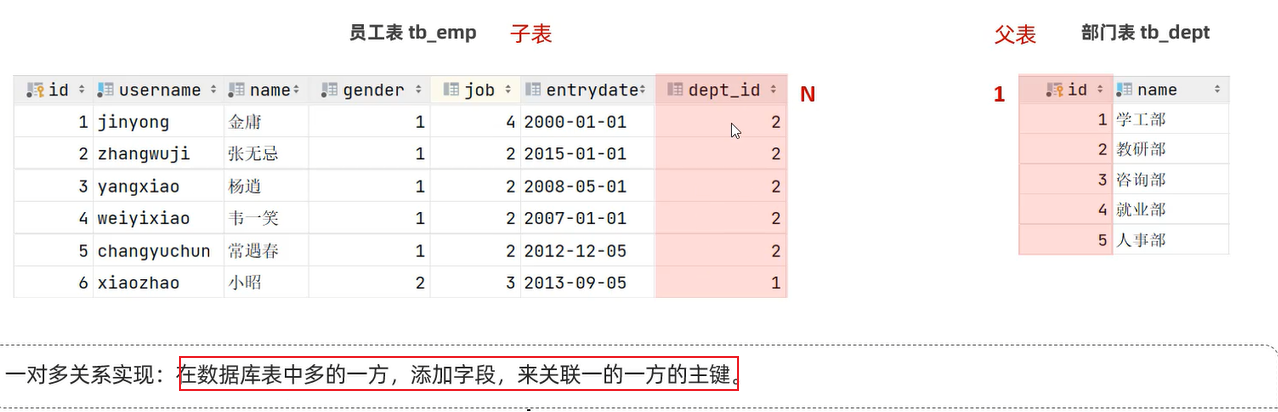 员工表 tb_emp 子表 父表 部门表 tb_dept
id username name gender job entrydate dept_id N 1 id name
1 jinyong 金庸 1 4 2000-01-01 2 1 学工部
2 zhangwuji 张无忌 1 2 2015-01-01 2 2 教研部
3 yangxiao 杨逍 1 2 2008-05-01 2 3 咨询部
4 weiyixiao 韦一笑 1 2 2007-01-01 2 4 就业部
5 changyuchun 常遇春 1 2 2012-12-05 2 5 人事部
6 xiaozhao 小昭 2 3 2013-09-05 1
一对多关系实现：在数据库表中多的一方，添加字段，来关联一的一方的主键。